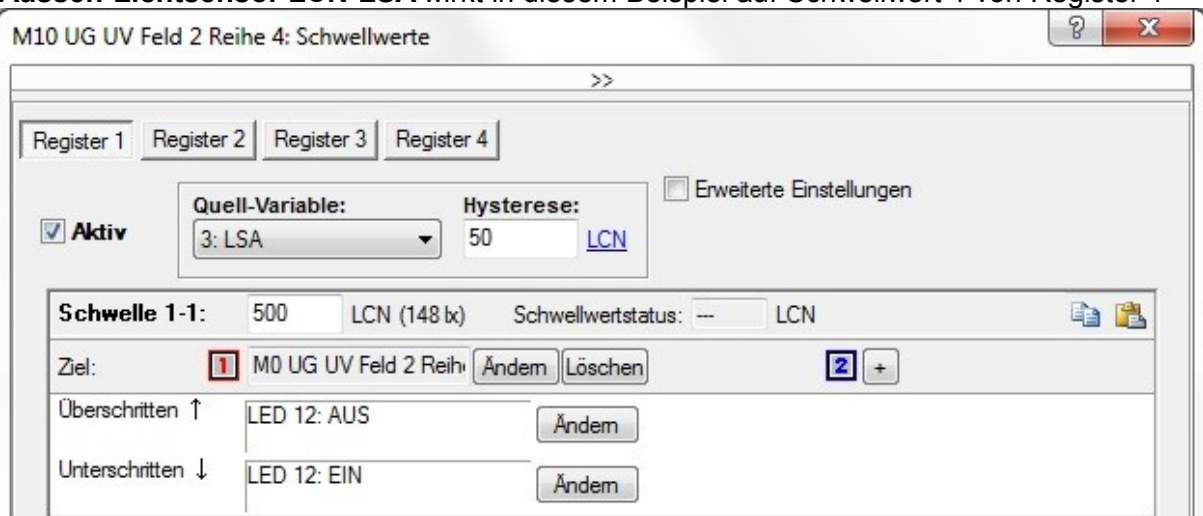 M10 UG UV Feld 2 Reihe 4: Schwellwerte
?
X
>>
Register 1 Register 2 Register 3 Register 4
Erweiterte Einstellungen
Quell-Variable: Hysterese:
Aktiv 3: LSA 50 LCN
Schwelle 1-1: 500 LCN (148 lx) Schwellwertstatus: --- LCN
Ziel: 1 M0 UG UV Feld 2 Reih Ändern Löschen 2 +
Überschritten ↑ LED 12: AUS Ändern
Unterschritten ↓ LED 12: EIN Ändern